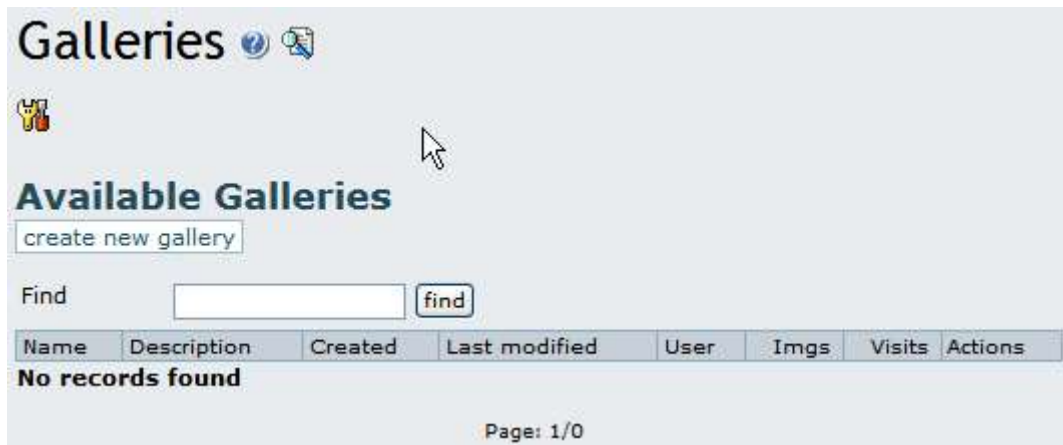 Galleries
Available Galleries
create new gallery
Find find
Name Description Created Last modified User Imgs Visits Actions
No records found
Page: 1/0